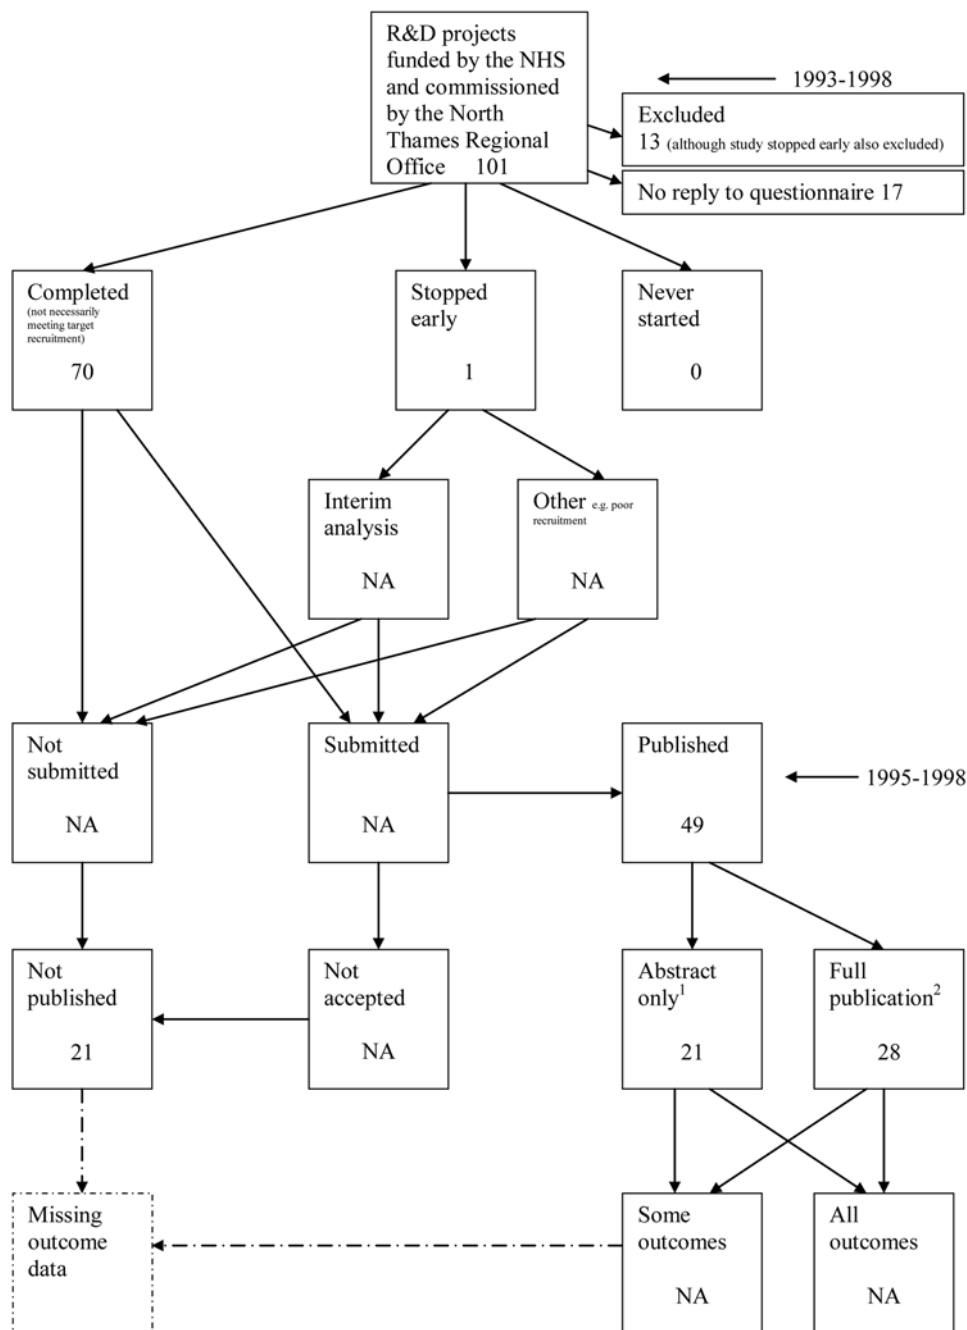 R&D projects
funded by the NHS
and commissioned
by the North
Thames Regional
Office 101
1993-1998
Excluded
13 (although study stopped early also excluded)
No reply to questionnaire 17
Completed
(not necessarily
meeting target
recruitment)
70
Stopped
early
1
Never
started
0
Interim
analysis
NA
Other e.g. poor
recruitment
NA
Not
submitted
NA
Submitted
NA
Published
49
1995-1998
Not
published
21
Not
accepted
NA
Abstract
only1
21
Full
publication2
28
Missing
outcome
data
Some
outcomes
NA
All
outcomes
NA